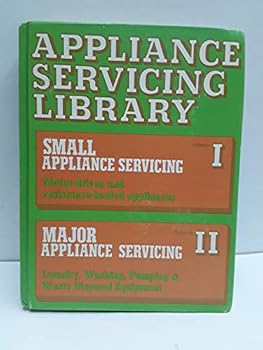 APPLIANCE
SERVICING
LIBRARY
SMALL
APPLIANCE SERVICING
I
Motor-driven and
resistance-heated appliances
MAJOR
APPLIANCE SERVICING
II
Laundry, Washing, Pumping &
Waste Disposal Equipment